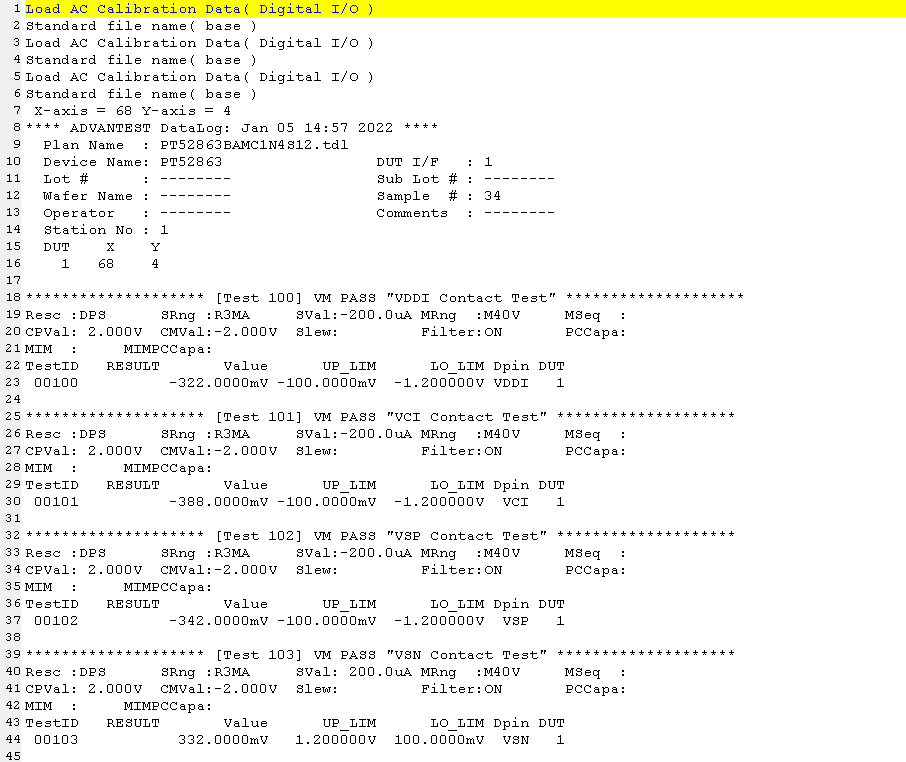 1 Load AC Calibration Data( Digital I/O )
2 Standard file name( base )
3 Load AC Calibration Data( Digital I/O )
4 Standard file name( base )
5 Load AC Calibration Data( Digital I/O )
6 Standard file name( base )
7  X-axis = 68 Y-axis = 4
8 **** ADVANTEST DataLog: Jan 05 14:57 2022 ****
9   Plan Name  : PT52863BAMC1N4S12.tdl
10   Device Name: PT52863                 DUT I/F   : 1
11   Lot #      : --------                Sub Lot # : --------
12   Wafer Name : --------                Sample  # : 34
13   Operator   : --------                Comments  : --------
14   Station No : 1
15   DUT    X    Y
16     1   68    4
17
18 ******************** [Test 100] VM PASS "VDDI Contact Test" ********************
19 Resc :DPS      SRng :R3MA     SVal:-200.0uA MRng  :M40V     MSeq  :
20 CPVal: 2.000V  CMVal:-2.000V  Slew:         Filter:ON       PCCapa:
21 MIM  :     MIMPCCapa:
22 TestID   RESULT       Value      UP_LIM      LO_LIM Dpin DUT
23  00100          -322.0000mV -100.0000mV  -1.200000V VDDI   1
24
25 ******************** [Test 101] VM PASS "VCI Contact Test" ********************
26 Resc :DPS      SRng :R3MA     SVal:-200.0uA MRng  :M40V     MSeq  :
27 CPVal: 2.000V  CMVal:-2.000V  Slew:         Filter:ON       PCCapa:
28 MIM  :     MIMPCCapa:
29 TestID   RESULT       Value      UP_LIM      LO_LIM Dpin DUT
30  00101             -388.0000mV -100.0000mV  -1.200000V  VCI   1
31
32 ******************** [Test 102] VM PASS "VSP Contact Test" ********************
33 Resc :DPS      SRng :R3MA     SVal:-200.0uA MRng  :M40V     MSeq  :
34 CPVal: 2.000V  CMVal:-2.000V  Slew:         Filter:ON       PCCapa:
35 MIM  :     MIMPCCapa:
36 TestID   RESULT       Value      UP_LIM      LO_LIM Dpin DUT
37  00102          -342.0000mV -100.0000mV  -1.200000V  VSP   1
38
39 ******************** [Test 103] VM PASS "VSN Contact Test" ********************
40 Resc :DPS      SRng :R3MA     SVal: 200.0uA MRng  :M40V     MSeq  :
41 CPVal: 2.000V  CMVal:-2.000V  Slew:         Filter:ON       PCCapa:
42 MIM  :     MIMPCCapa:
43 TestID   RESULT       Value      UP_LIM      LO_LIM Dpin DUT
44  00103           332.0000mV   1.200000V  100.0000mV  VSN   1
45